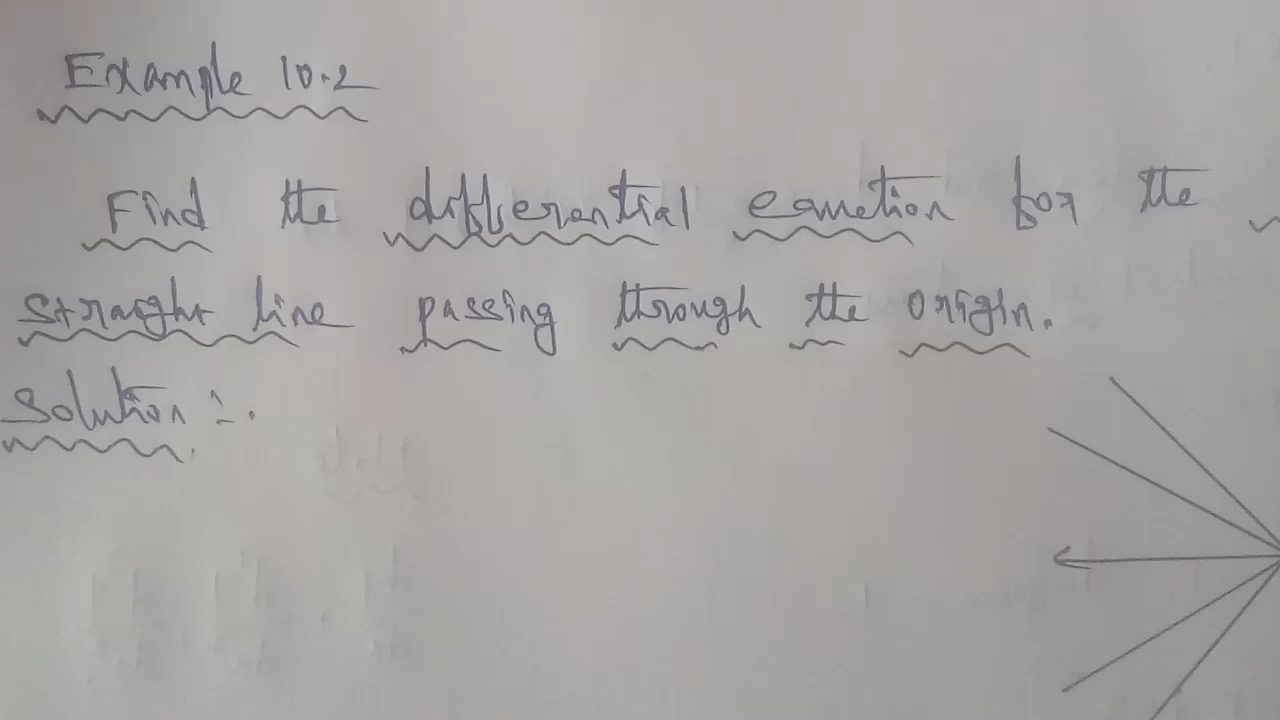 Example 10.2
Find the differential equation for the
straight line passing through the origin.
Solution :-.